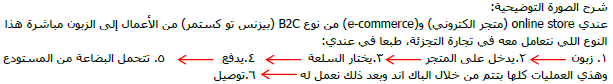 شرح الصورة التوضيحية:
عندي online store (متجر الكتروني) و(e-commerce) من نوع B2C (بيزنس تو كستمر) من الأعمال إلى الزبون مباشرة هذا
النوع اللي نتعامل معه في تجارة التجزئة، طبعا في عندي:
١. زبون ٢.يدخل على المتجر ٣.يختار السلعة ٤.يدفع ٥. تتحمل البضاعة من المستودع
وهذي العمليات كلها بتتم من خلال الباك اند وبعد ذلك نعمل له ٦.توصيل